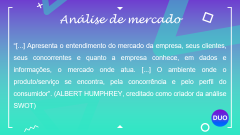 Análise de mercado
"[...] Apresenta o entendimento do mercado da empresa, seus clientes,
seus concorrentes e quanto a empresa conhece, em dados e
informações, o mercado onde atua. [...] O ambiente onde o
produto/serviço se encontra, pela concorrência e pelo perfil do
consumidor". (ALBERT HUMPHREY, creditado como criador da análise
SWOT)
DUO